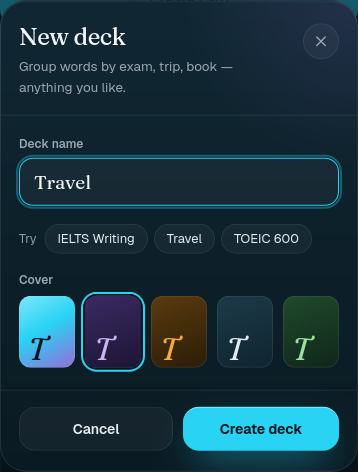 New deck
Group words by exam, trip, book —
anything you like.
Deck name
Travel
Try IELTS Writing Travel TOEIC 600
Cover
T T T T T
Cancel Create deck